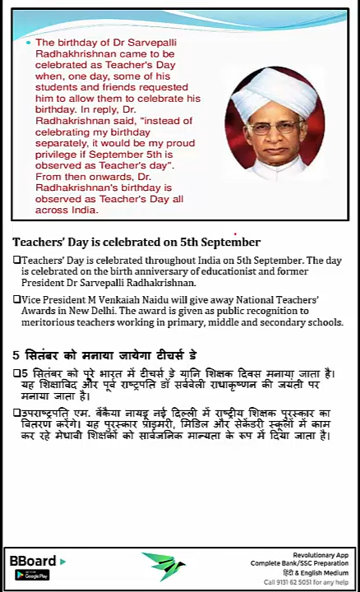 The birthday of Dr Sarvepalli
Radhakhrishnan came to be
celebrated as Teacher's Day
when, one day, some of his
students and friends requested
him to allow them to celebrate his
birthday. In reply, Dr.
Radhakrishnan said, "instead of
celebrating my birthday
separately, it would be my proud
privilege if September 5th is
observed as Teacher's day".
From then onwards, Dr.
Radhakrishnan's birthday is
observed as Teacher's Day all
across India.
Teachers' Day is celebrated on 5th September
❑Teachers' Day is celebrated throughout India on 5th September. The day
is celebrated on the birth anniversary of educationist and former
President Dr Sarvepalli Radhakrishnan.
❑Vice President M Venkaiah Naidu will give away National Teachers'
Awards in New Delhi. The award is given as public recognition to
meritorious teachers working in primary, middle and secondary schools.
5 सितंबर को मनाया जायेगा टीचर्स डे
❑5 सितंबर को पूरे भारत में टीचर्स डे यानि शिक्षक दिवस मनाया जाता है।
यह शिक्षाविद और पूर्व राष्ट्रपति डॉ सर्वपल्ली राधाकृष्णन की जयंती पर
मनाया जाता है।
❑उपराष्ट्रपति एम. वेंकैया नायडू नई दिल्ली में राष्ट्रीय शिक्षक पुरस्कार का
वितरण करेंगे। यह पुरस्कार प्राइमरी, मिडिल और सेकेंडरी स्कूलों में काम
कर रहे मेधावी शिक्षकों को सार्वजनिक मान्यता के रूप में दिया जाता है।
BBoard
Google Play
Revolutionary App
Complete Bank/SSC Preparation
हिंदी & English Medium
Call 9131 62 5051 for any help